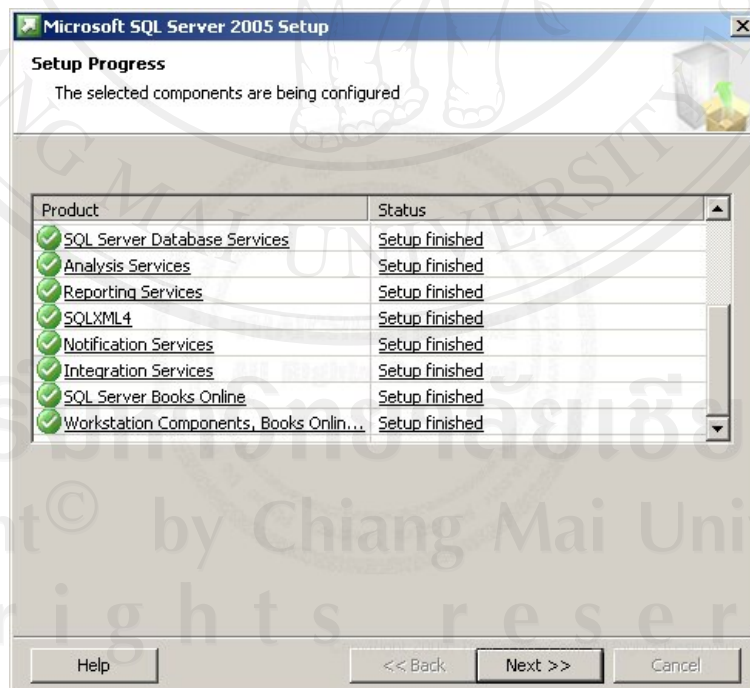 Microsoft SQL Server 2005 Setup
Setup Progress
The selected components are being configured
Product Status
SQL Server Database Services Setup finished
Analysis Services Setup finished
Reporting Services Setup finished
SQLXML4 Setup finished
Notification Services Setup finished
Integration Services Setup finished
SQL Server Books Online Setup finished
Workstation Components, Books Onlin... Setup finished
© by Chiang Mai Uni
r i g h t s r e s e r
Help << Back Next >> Cancel